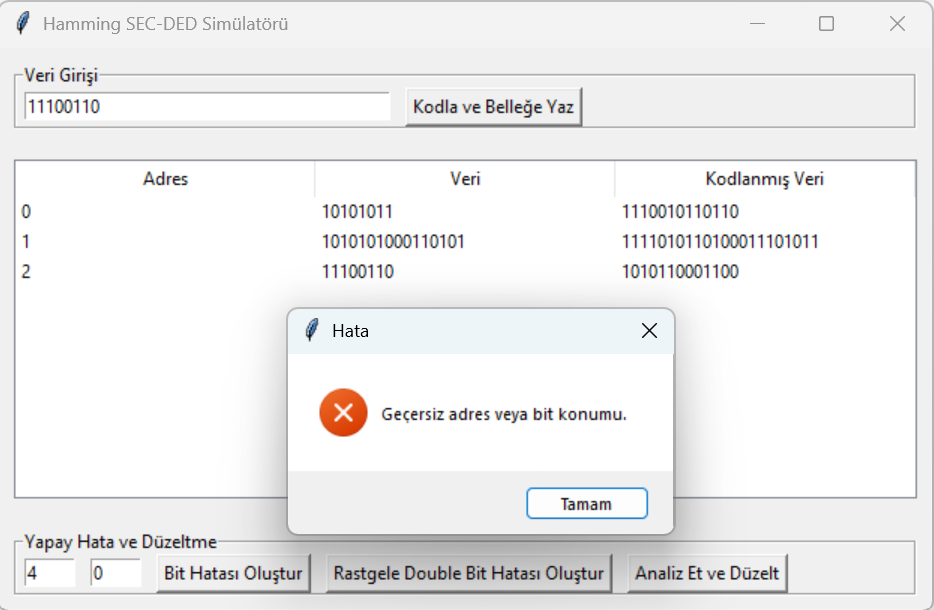 Hamming SEC-DED Simülatörü
Veri Girişi
11100110 Kodla ve Belleğe Yaz
Adres Veri Kodlanmış Veri
0 10101011 1110010110110
1 1010101000110101 1111010110100011101011
2 11100110 1010110001100
Hata
Geçersiz adres veya bit konumu.
Tamam
Yapay Hata ve Düzeltme
4 0 Bit Hatası Oluştur Rastgele Double Bit Hatası Oluştur Analiz Et ve Düzelt